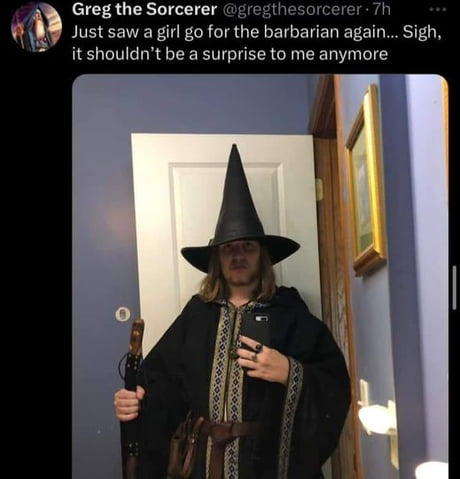 Greg the Sorcerer @gregthesorcerer · 7h
Just saw a girl go for the barbarian again... Sigh,
it shouldn't be a surprise to me anymore